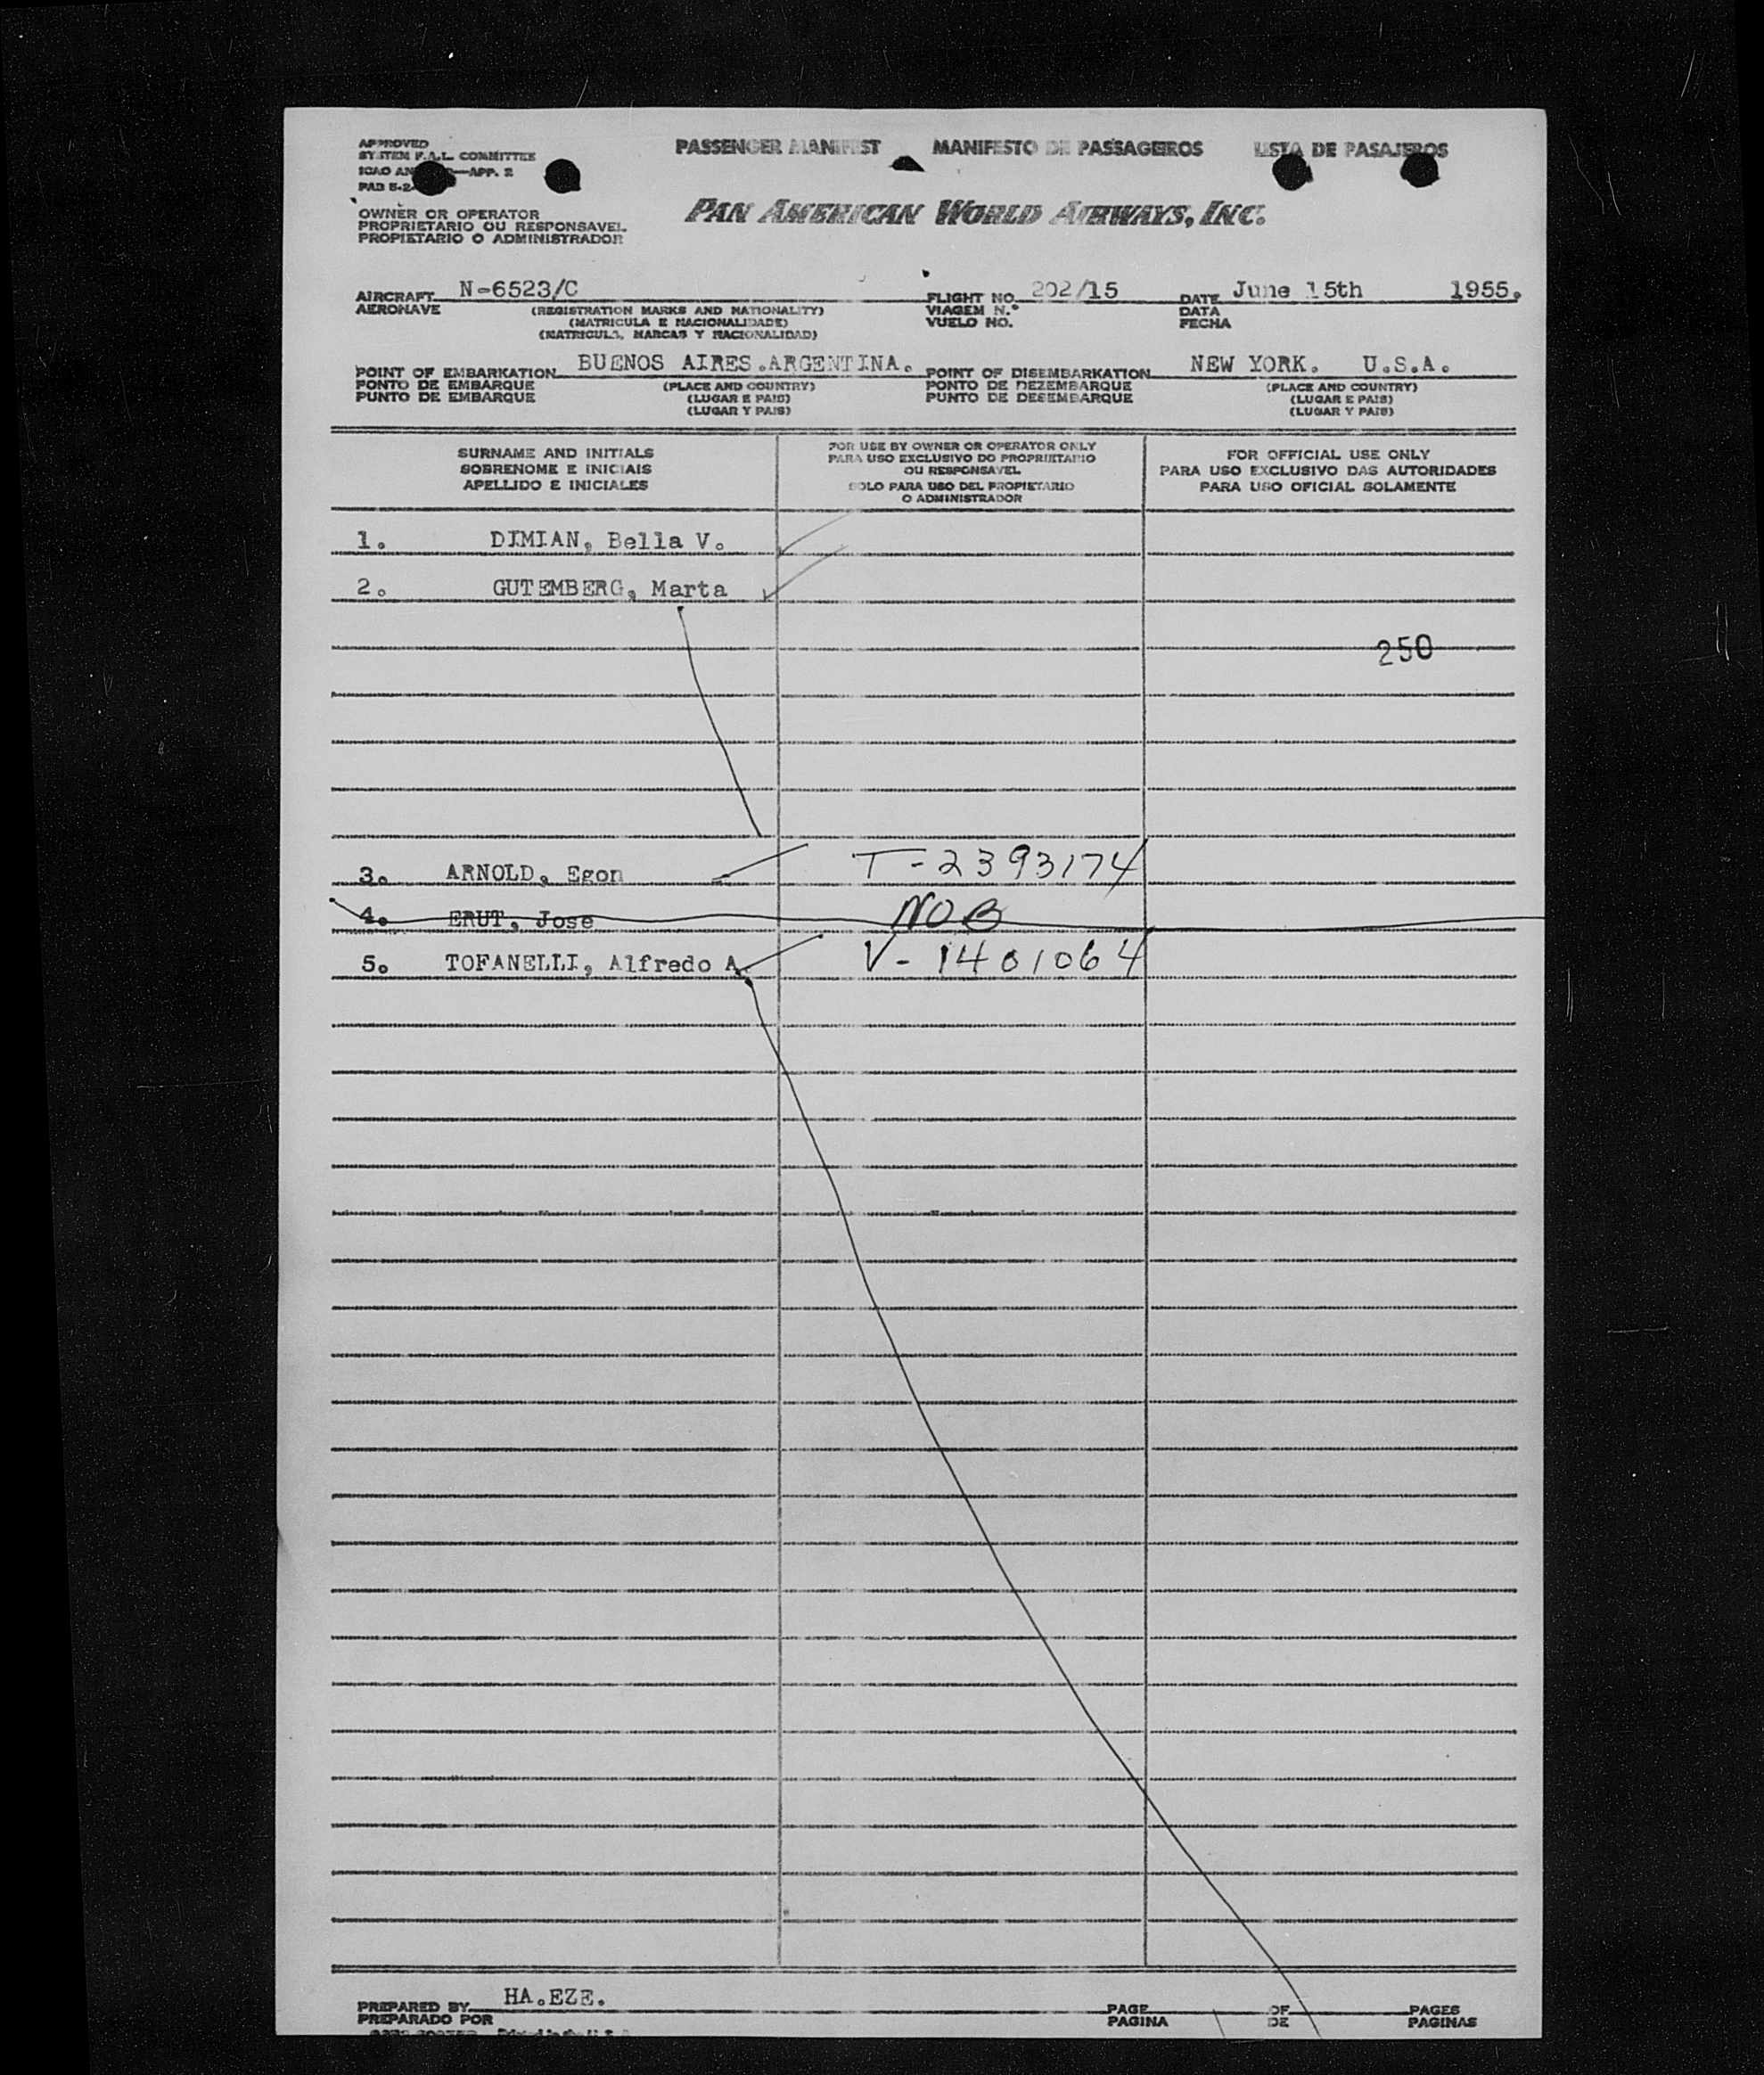 APPROVED
SYSTEM F.A.L. COMMITTEE
ICAO AN —APP. 2
PAD 5-2-
PASSENGER MANIFEST MANIFESTO DE PASSAGEIROS LISTA DE PASAJEROS
OWNER OR OPERATOR
PROPRIETARIO OU RESPONSAVEL
PROPIETARIO O ADMINISTRADOR
PAN AMERICAN WORLD AIRWAYS, INC.
AIRCRAFT N-6523/C FLIGHT NO. 202/15 DATE June 15th 1955.
AERONAVE (REGISTRATION MARKS AND NATIONALITY) VIAGEM N.° DATA
(MATRICULA E NACIONALIDADE) VUELO NO. FECHA
(MATRICULA, MARCAS Y NACIONALIDAD)
POINT OF EMBARKATION BUENOS AIRES.ARGENTINA. POINT OF DISEMBARKATION NEW YORK. U.S.A.
PONTO DE EMBARQUE (PLACE AND COUNTRY) PONTO DE DEZEMBARQUE (PLACE AND COUNTRY)
PUNTO DE EMBARQUE (LUGAR E PAIS) PUNTO DE DESEMBARQUE (LUGAR E PAIS)
(LUGAR Y PAIS) (LUGAR Y PAIS)
SURNAME AND INITIALS
SOBRENOME E INICIAIS
APELLIDO E INICIALES
FOR USE BY OWNER OR OPERATOR ONLY
PARA USO EXCLUSIVO DO PROPRIETARIO
OU RESPONSAVEL
SOLO PARA USO DEL PROPIETARIO
O ADMINISTRADOR
FOR OFFICIAL USE ONLY
PARA USO EXCLUSIVO DAS AUTORIDADES
PARA USO OFICIAL SOLAMENTE
1. DIMIAN, Bella V.
2. GUTEMBERG, Marta
250
3. ARNOLD, Egon T-2393174
4. ERUT, Jose NOB
5. TOFANELLI, Alfredo A. V-1401064
PREPARED BY HA.EZE. PAGE OF PAGES
PREPARADO POR PAGINA DE PAGINAS